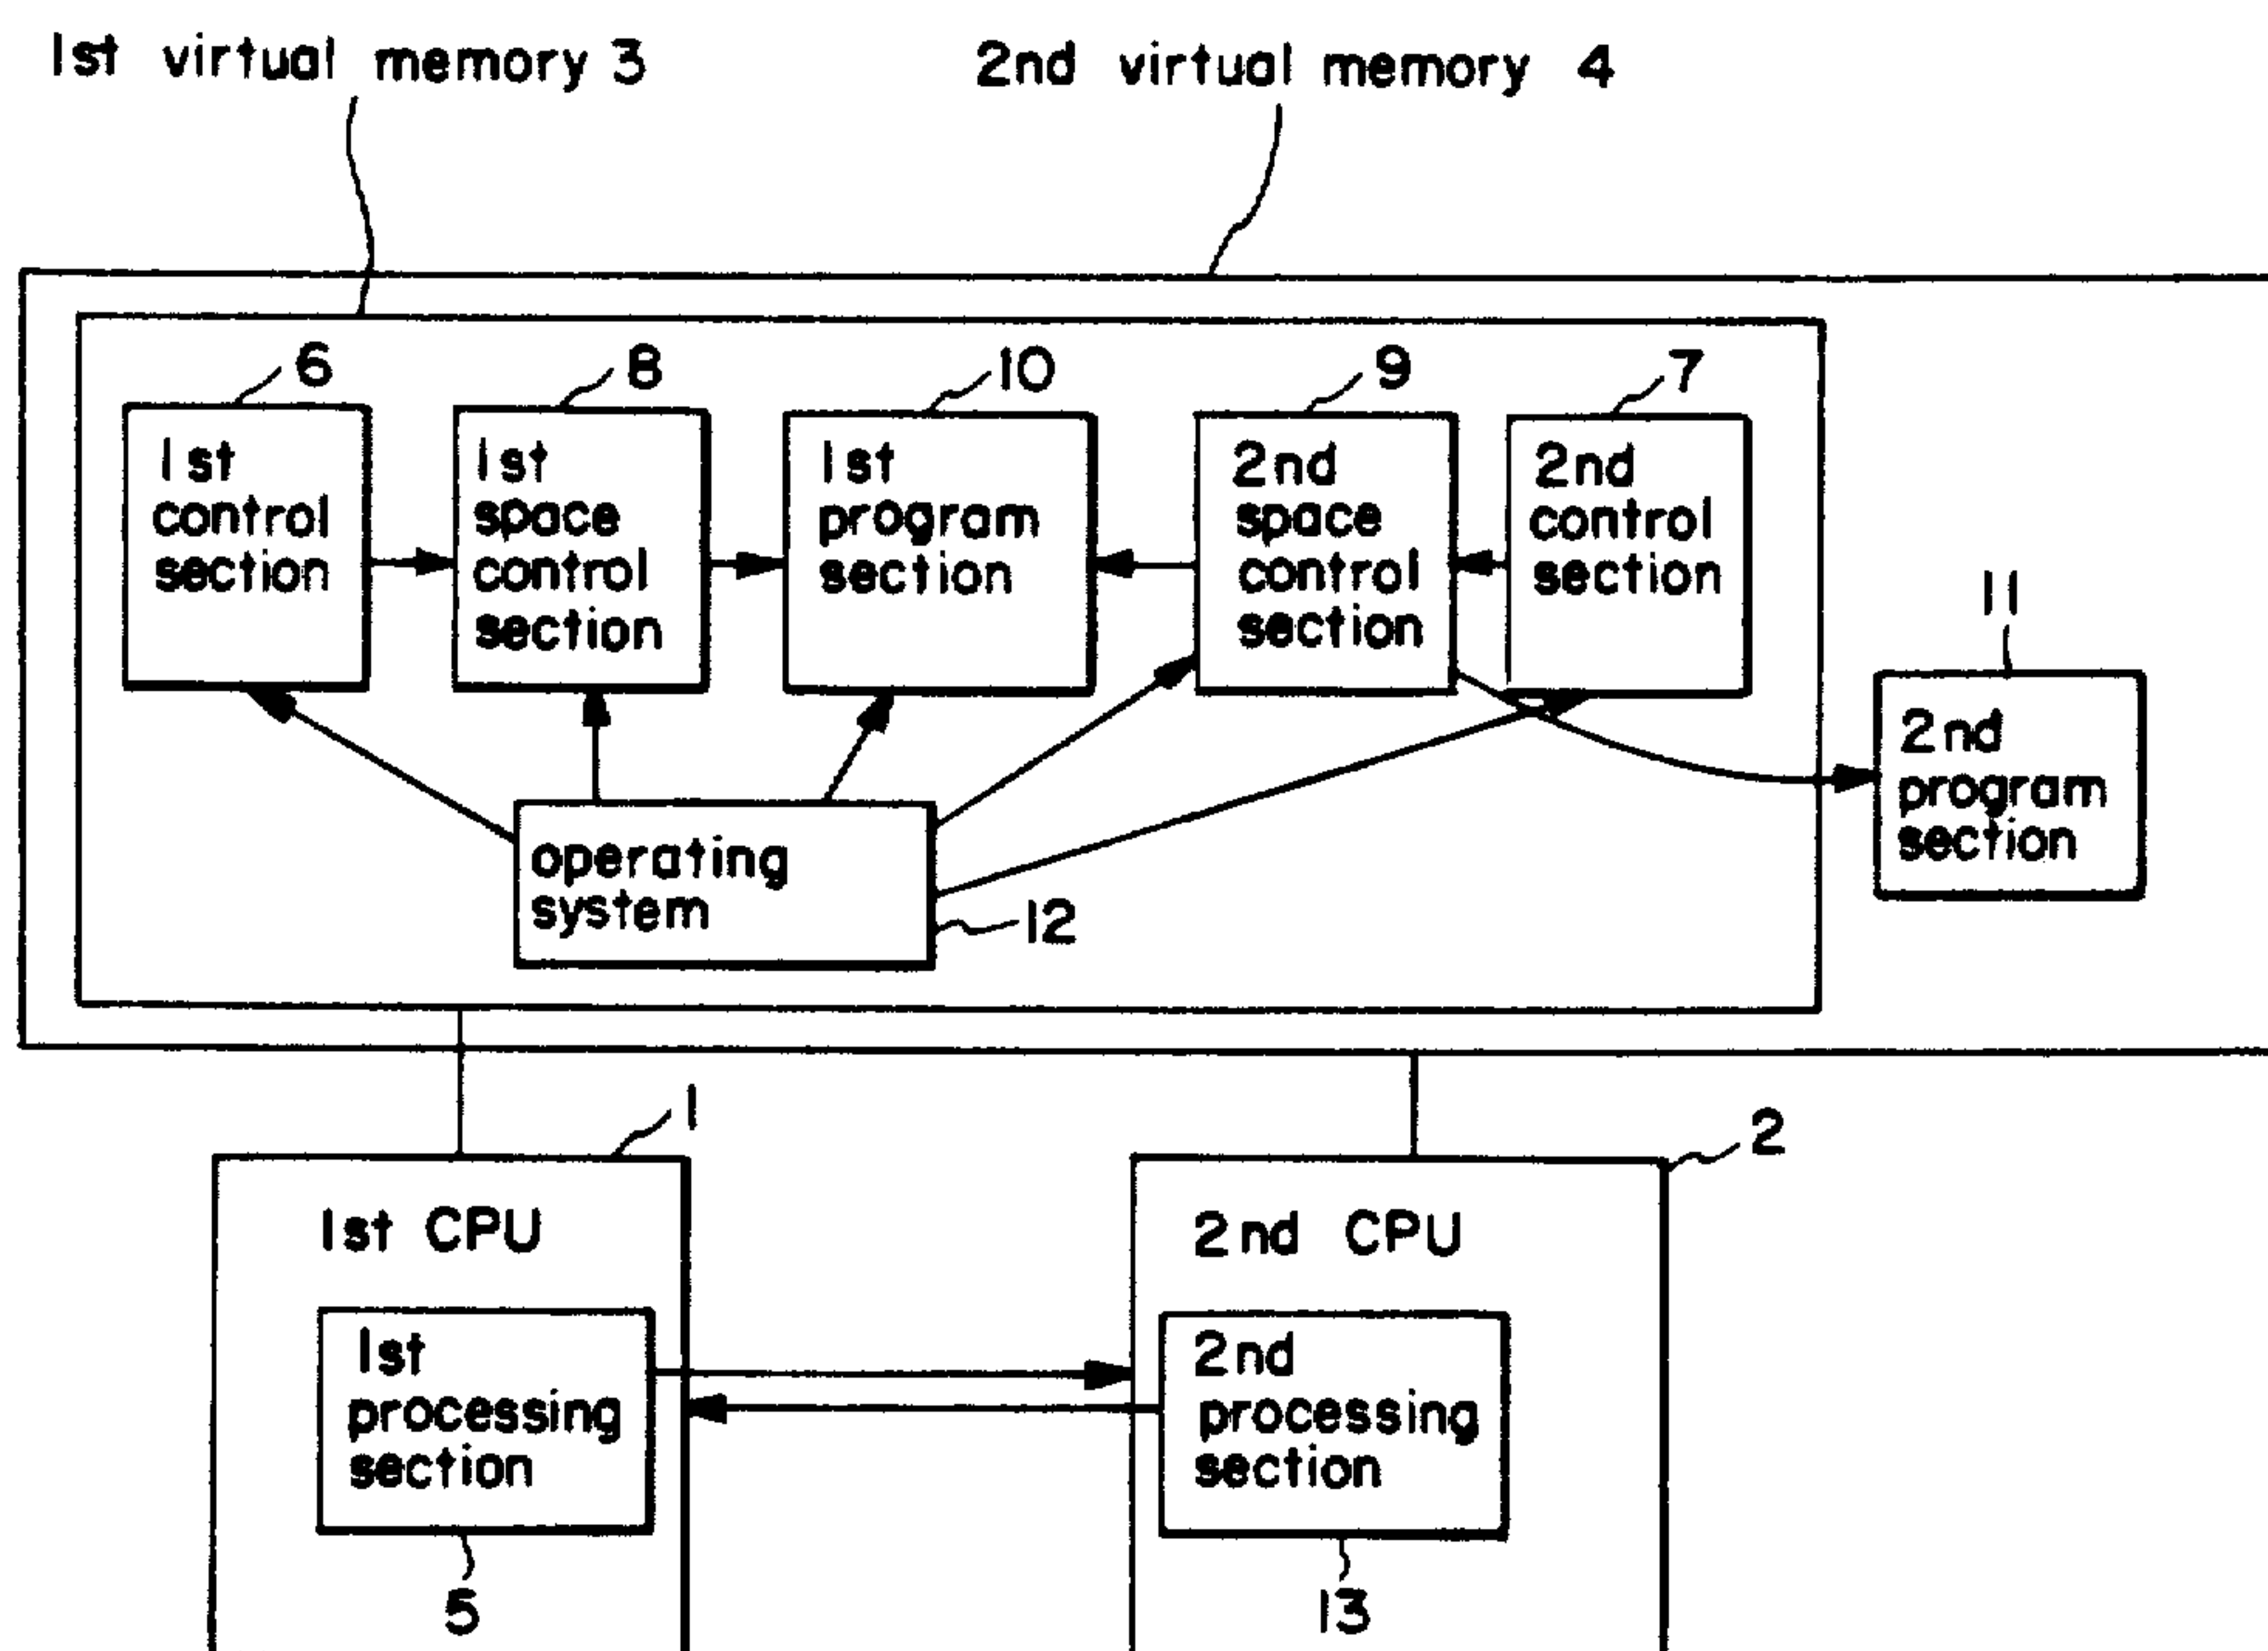 1st virtual memory 3
2nd virtual memory 4
6
8
10
9
7
1st
control
section
1st
space
control
section
1st
program
section
2nd
space
control
section
2nd
control
section
11
2nd
program
section
operating
system
12
1
2
1st CPU
2nd CPU
1st
processing
section
2nd
processing
section
5
13